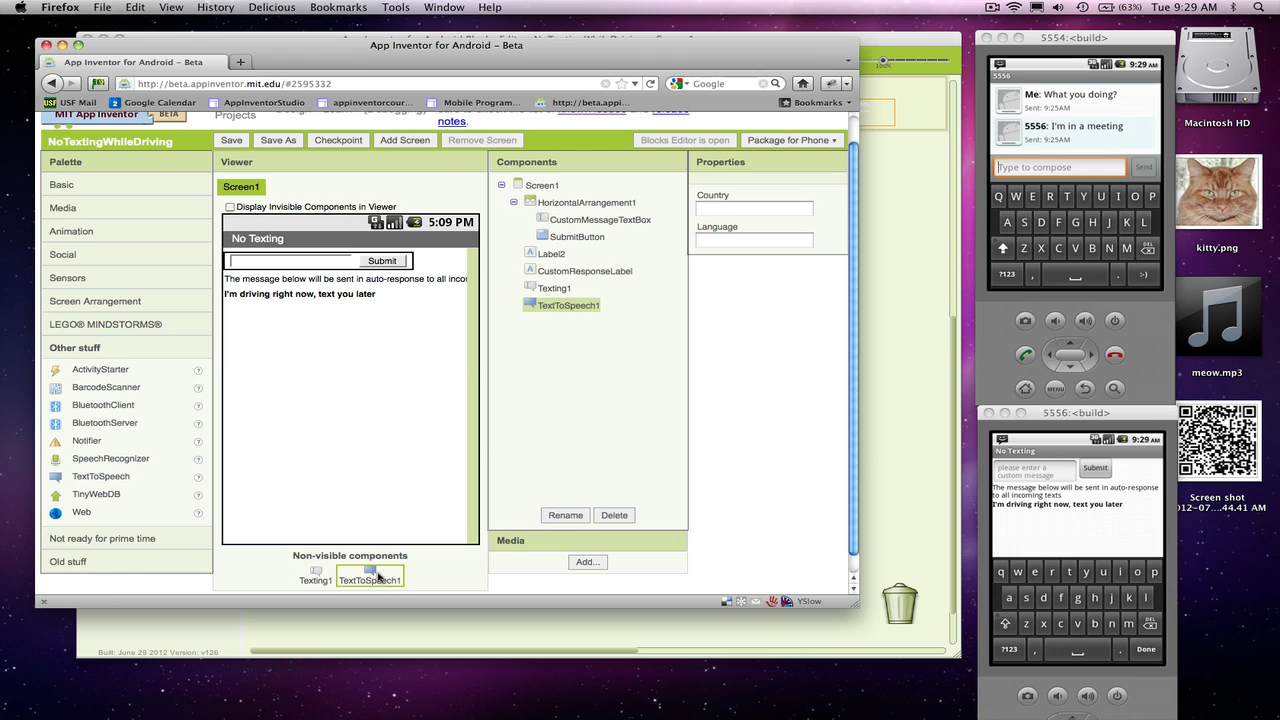 Firefox File Edit View History Delicious Bookmarks Tools Window Help
(63%) Tue 9:29 AM
App Inventor for Android – Beta
App Inventor for Android – Beta
http://beta.appinventor.mit.edu/#2595332
Google
USF Mail Google Calendar AppInventorStudio appinventorcour... Mobile Program... http://beta.appi... Bookmarks
MIT App Inventor BETA Projects
notes.
NoTextingWhileDriving Save Save As Checkpoint Add Screen Remove Screen Blocks Editor is open Package for Phone
Palette
Basic
Media
Animation
Social
Sensors
Screen Arrangement
LEGO® MINDSTORMS®
Other stuff
ActivityStarter
BarcodeScanner
BluetoothClient
BluetoothServer
Notifier
SpeechRecognizer
TextToSpeech
TinyWebDB
Web
Not ready for prime time
Old stuff
Viewer
Screen1
Display Invisible Components in Viewer
5:09 PM
No Texting
Submit
The message below will be sent in auto-response to all incor
I'm driving right now, text you later
Non-visible components
Texting1 TextToSpeech1
Components
Screen1
HorizontalArrangement1
CustomMessageTextBox
SubmitButton
Label2
CustomResponseLabel
Texting1
TextToSpeech1
Rename Delete
Media
Add...
Properties
Country
Language
YSlow
Built: June 29 2012 Version: v126
100%
5554:<build>
9:29 AM
5556
Me: What you doing?
Sent: 9:25AM
5556: I'm in a meeting
Sent: 9:25AM
Type to compose Send
Q W E R T Y U I O P
A S D F G H J K L
Z X C V B N M DEL
?123 , . :-)
MENU
5556:<build>
9:29 AM
No Texting
please enter a
custom message
Submit
The message below will be sent in auto-response
to all incoming texts
I'm driving right now, text you later
q w e r t y u i o p
a s d f g h j k l
z x c v b n m DEL
?123 , . Done
Macintosh HD
kitty.png
meow.mp3
Screen shot
2012-07....44.41 AM